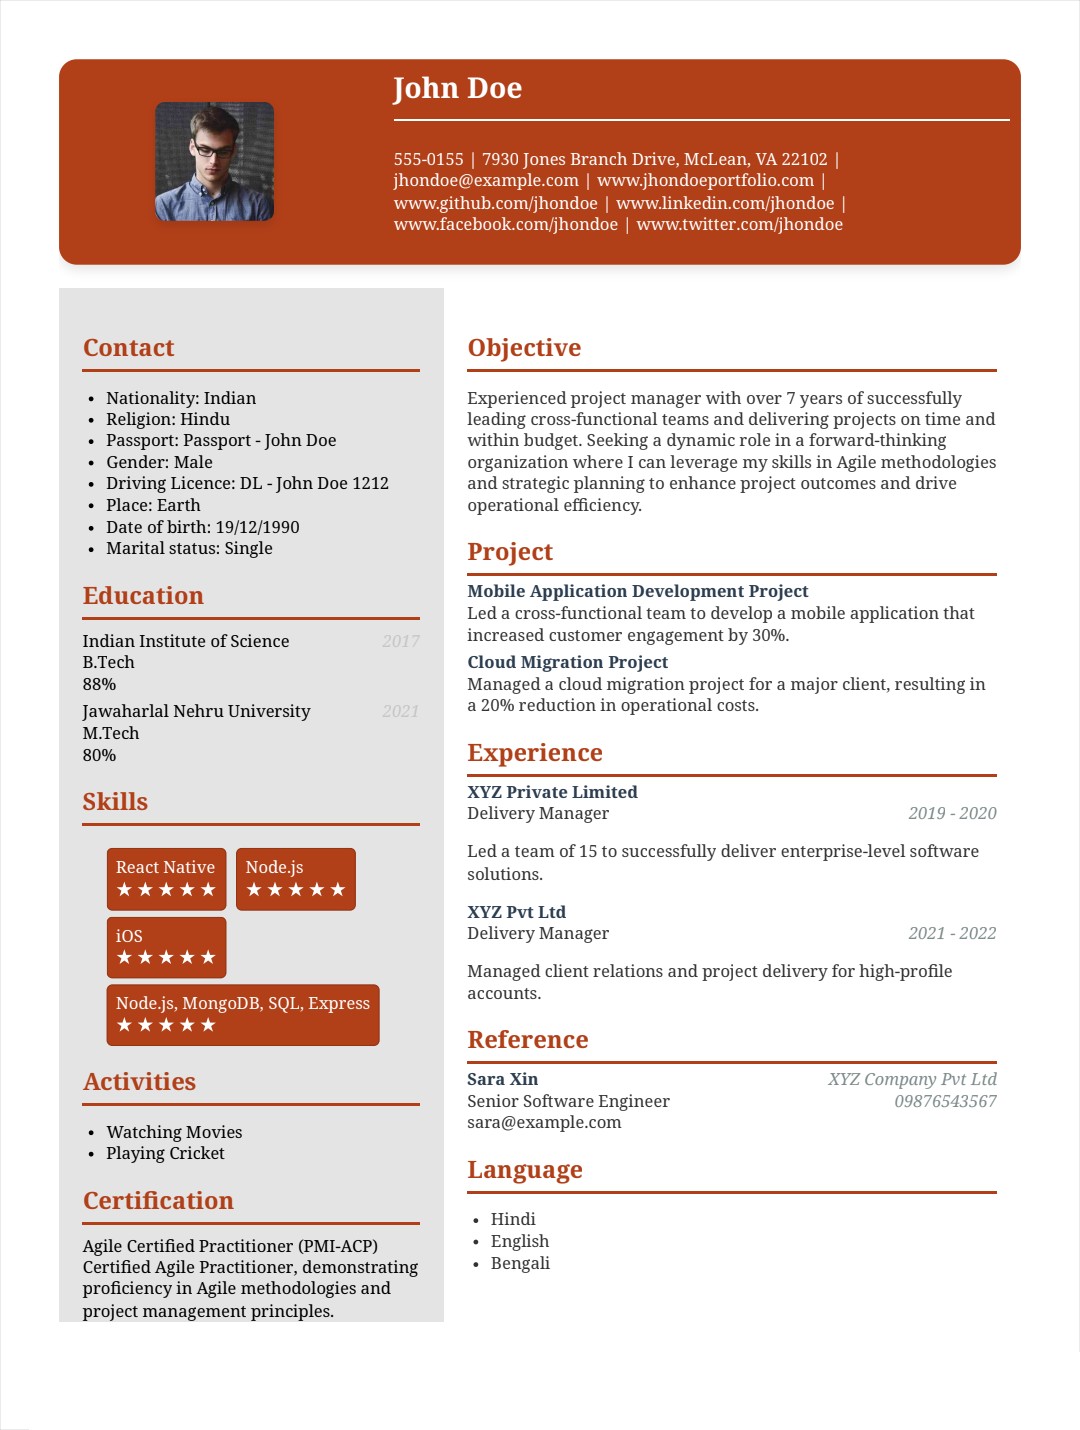 John Doe
555-0155 | 7930 Jones Branch Drive, McLean, VA 22102 |
jhondoe@example.com | www.jhondoeportfolio.com |
www.github.com/jhondoe | www.linkedin.com/jhondoe |
www.facebook.com/jhondoe | www.twitter.com/jhondoe
Contact
• Nationality: Indian
• Religion: Hindu
• Passport: Passport - John Doe
• Gender: Male
• Driving Licence: DL - John Doe 1212
• Place: Earth
• Date of birth: 19/12/1990
• Marital status: Single
Education
Indian Institute of Science 2017
B.Tech
88%
Jawaharlal Nehru University 2021
M.Tech
80%
Skills
React Native
★ ★ ★ ★ ★
Node.js
★ ★ ★ ★ ★
iOS
★ ★ ★ ★ ★
Node.js, MongoDB, SQL, Express
★ ★ ★ ★ ★
Activities
• Watching Movies
• Playing Cricket
Certification
Agile Certified Practitioner (PMI-ACP)
Certified Agile Practitioner, demonstrating
proficiency in Agile methodologies and
project management principles.
Objective
Experienced project manager with over 7 years of successfully
leading cross-functional teams and delivering projects on time and
within budget. Seeking a dynamic role in a forward-thinking
organization where I can leverage my skills in Agile methodologies
and strategic planning to enhance project outcomes and drive
operational efficiency.
Project
Mobile Application Development Project
Led a cross-functional team to develop a mobile application that
increased customer engagement by 30%.
Cloud Migration Project
Managed a cloud migration project for a major client, resulting in
a 20% reduction in operational costs.
Experience
XYZ Private Limited
Delivery Manager 2019 - 2020
Led a team of 15 to successfully deliver enterprise-level software
solutions.
XYZ Pvt Ltd
Delivery Manager 2021 - 2022
Managed client relations and project delivery for high-profile
accounts.
Reference
Sara Xin XYZ Company Pvt Ltd
Senior Software Engineer 09876543567
sara@example.com
Language
• Hindi
• English
• Bengali